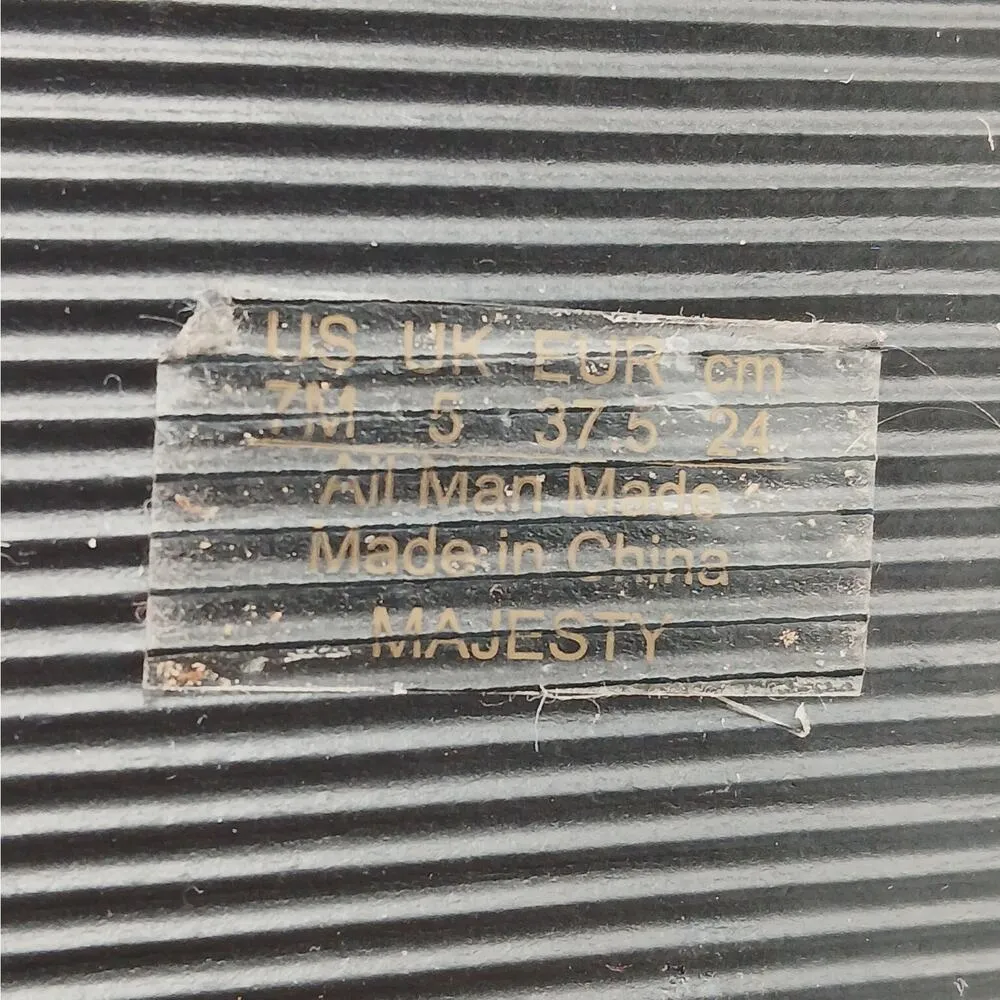 US UK EUR cm
7M 5 37.5 24
All Man Made
Made in China
MAJESTY